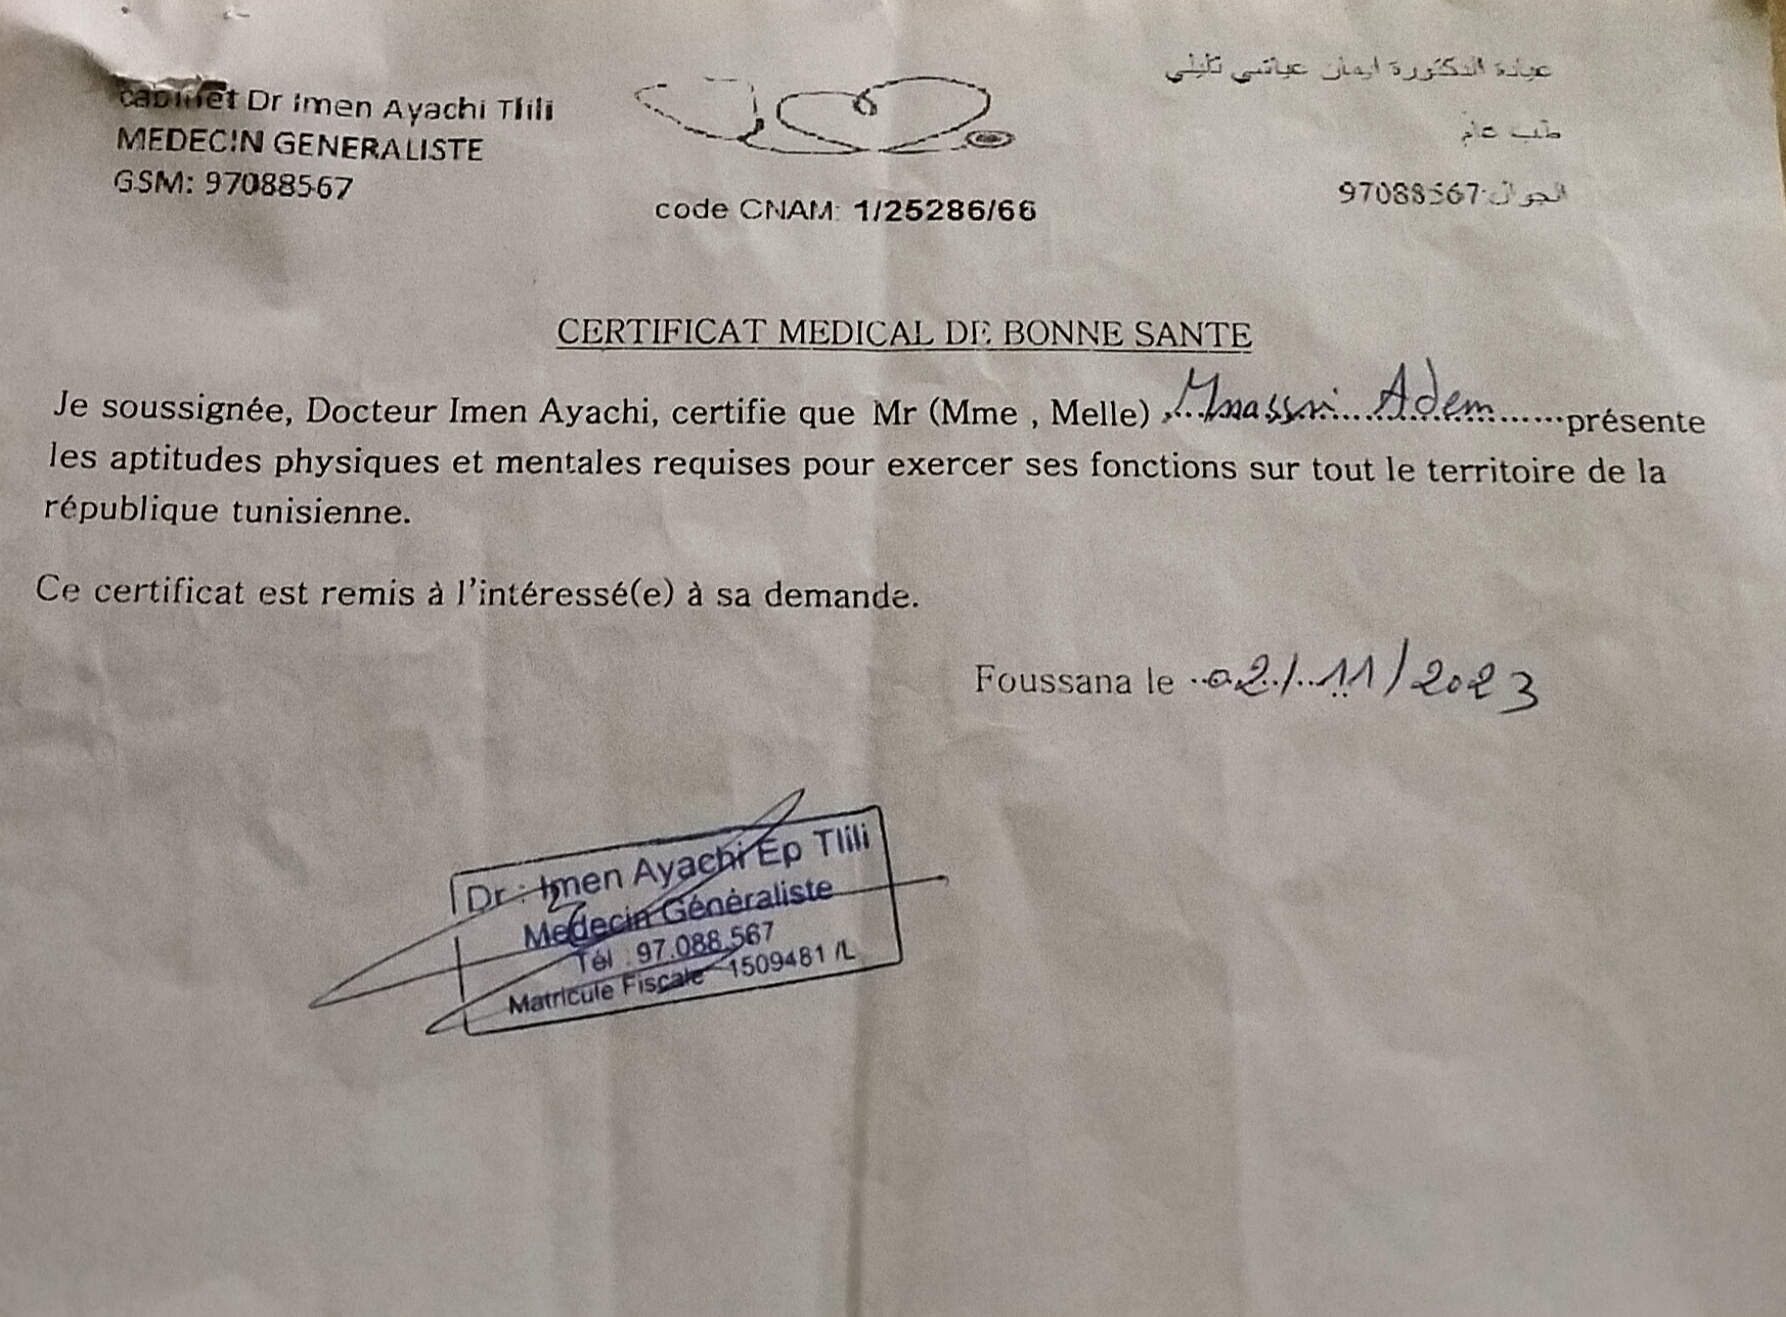 cabinet Dr Imen Ayachi Tlili
MEDECIN GENERALISTE
GSM: 97088567
code CNAM: 1/25286/66
عيادة الدكتورة ايمان عياشي تليلي
طب عام
الجوال:97088567
CERTIFICAT MEDICAL DE BONNE SANTE
Je soussignée, Docteur Imen Ayachi, certifie que Mr (Mme , Melle) ,...Mnassri....Adem......présente
les aptitudes physiques et mentales requises pour exercer ses fonctions sur tout le territoire de la
république tunisienne.
Ce certificat est remis à l'intéressé(e) à sa demande.
Foussana le ..02./..11/2023
Dr : Imen Ayachi Ep Tlili
Medecin Généraliste
Tél : 97.088.567
Matricule Fiscale 1509481 /L